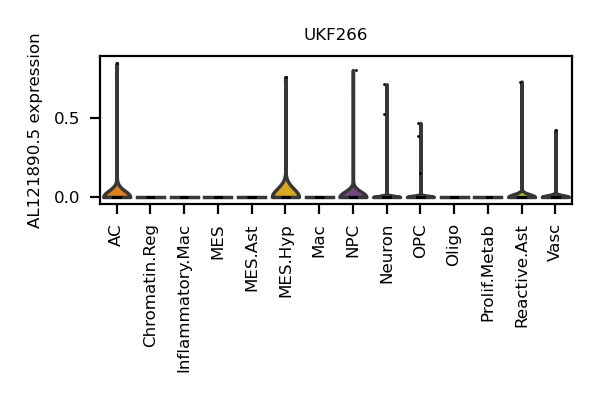 UKF266
AL121890.5 expression
0.5
0.0
AC
Chromatin.Reg
Inflammatory.Mac
MES
MES.Ast
MES.Hyp
Mac
NPC
Neuron
OPC
Oligo
Prolif.Metab
Reactive.Ast
Vasc